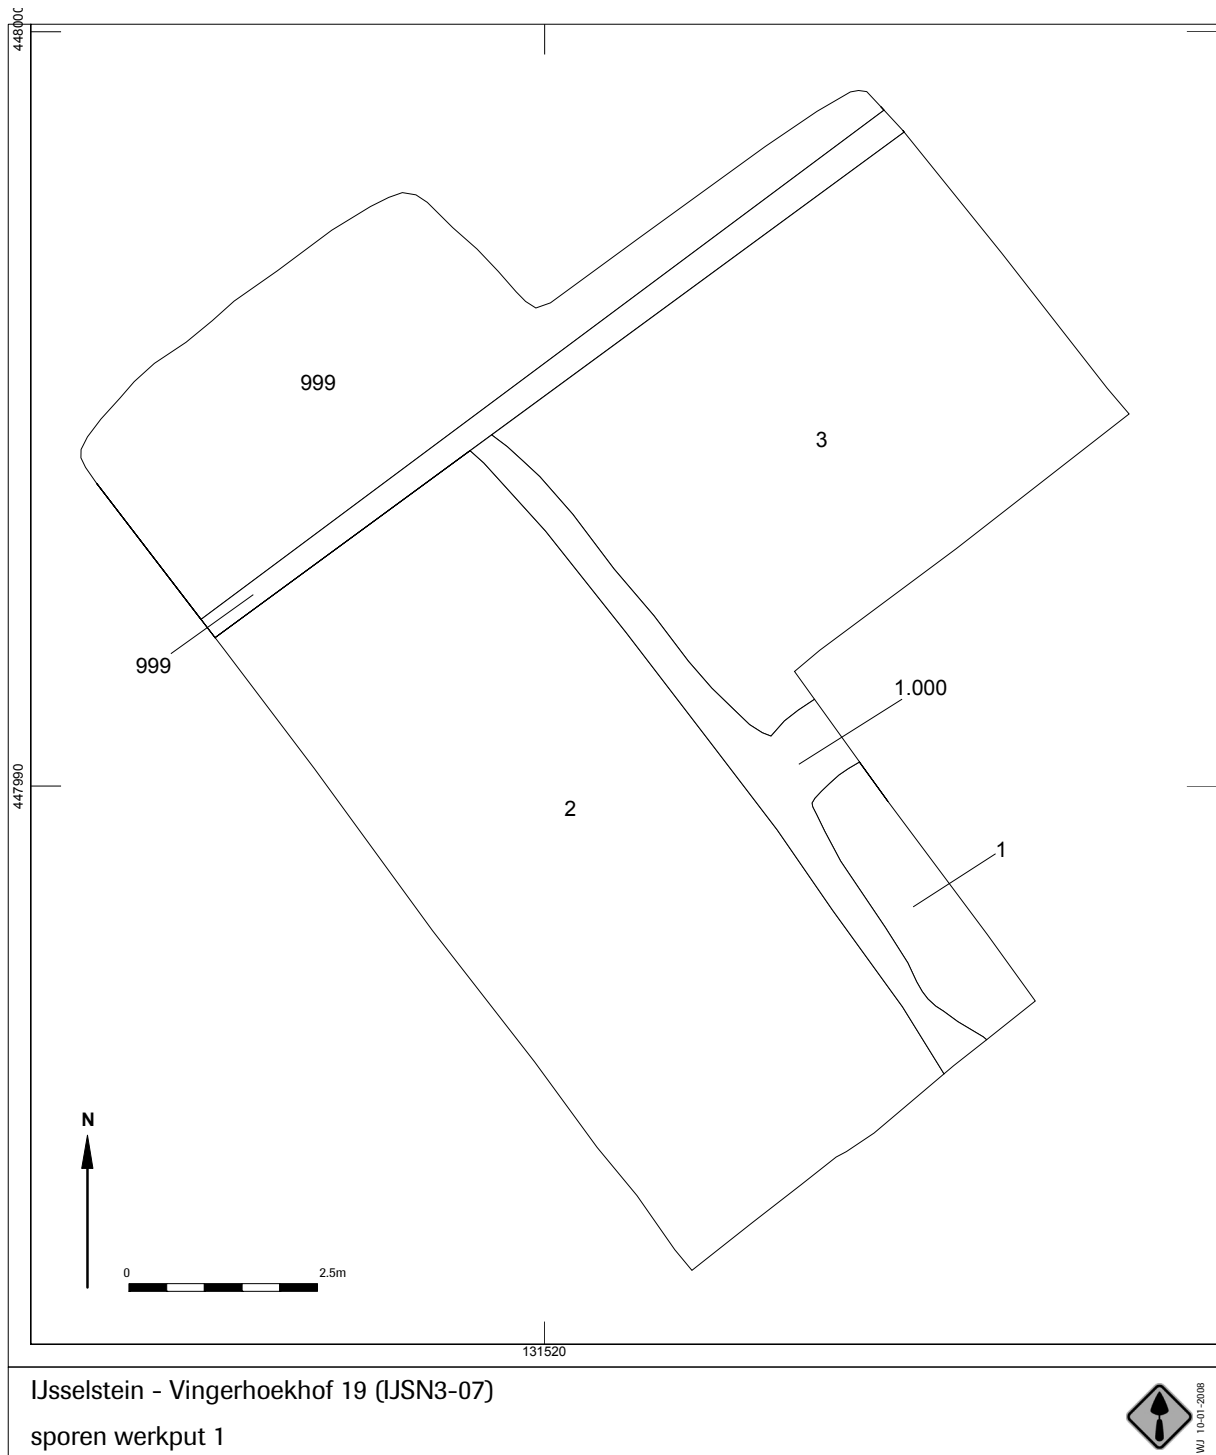 448000
999
3
999
1.000
447990
2
1
N
0 2.5m
131520
IJsselstein - Vingerhoekhof 19 (IJSN3-07)
sporen werkput 1
WJ 10-01-2008